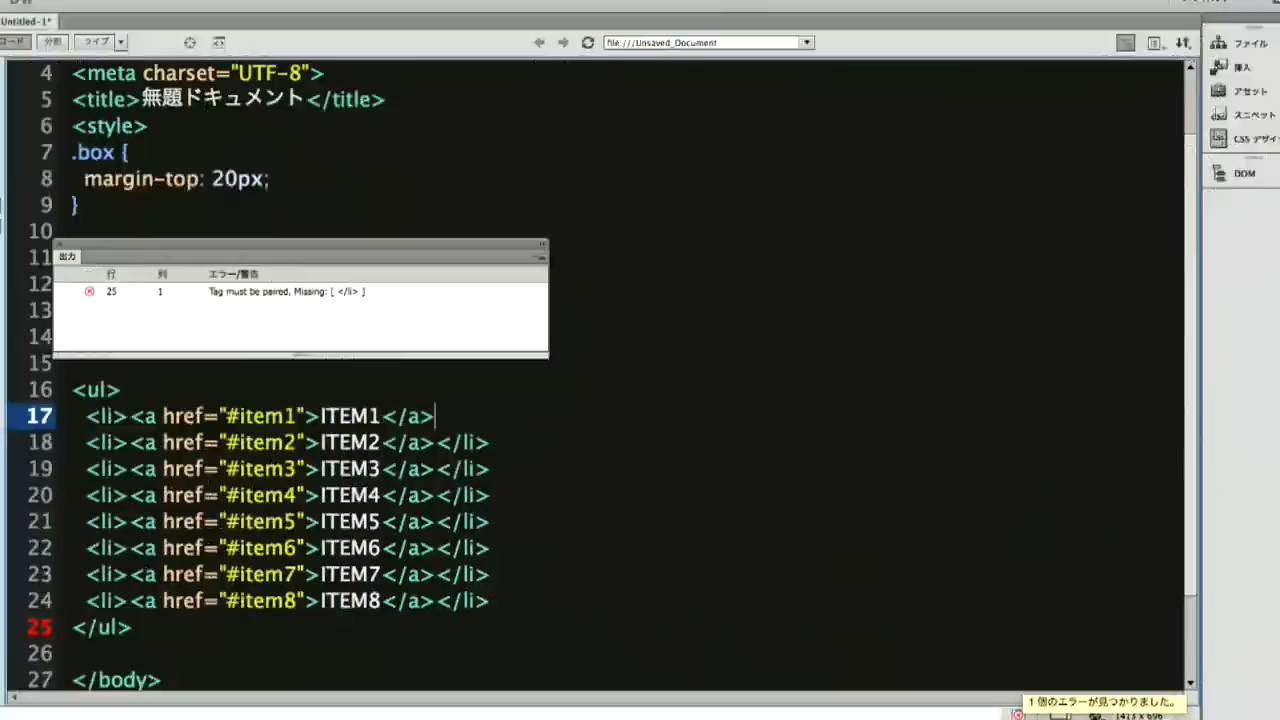 Untitled-1*
コード 分割 ライブ
file:///Unsaved_Document
ファイル
挿入
アセット
スニペット
CSS デザイ
DOM
4 <meta charset="UTF-8">
5 <title>無題ドキュメント</title>
6 <style>
7 .box {
8 margin-top: 20px;
9 }
10
11
12
13
14
15
出力
行 列 エラー/警告
25 1 Tag must be paired, Missing: [ </li> ]
16 <ul>
17 <li><a href="#item1">ITEM1</a>
18 <li><a href="#item2">ITEM2</a></li>
19 <li><a href="#item3">ITEM3</a></li>
20 <li><a href="#item4">ITEM4</a></li>
21 <li><a href="#item5">ITEM5</a></li>
22 <li><a href="#item6">ITEM6</a></li>
23 <li><a href="#item7">ITEM7</a></li>
24 <li><a href="#item8">ITEM8</a></li>
25 </ul>
26
27 </body>
1 個のエラーが見つかりました。
1413 x 696